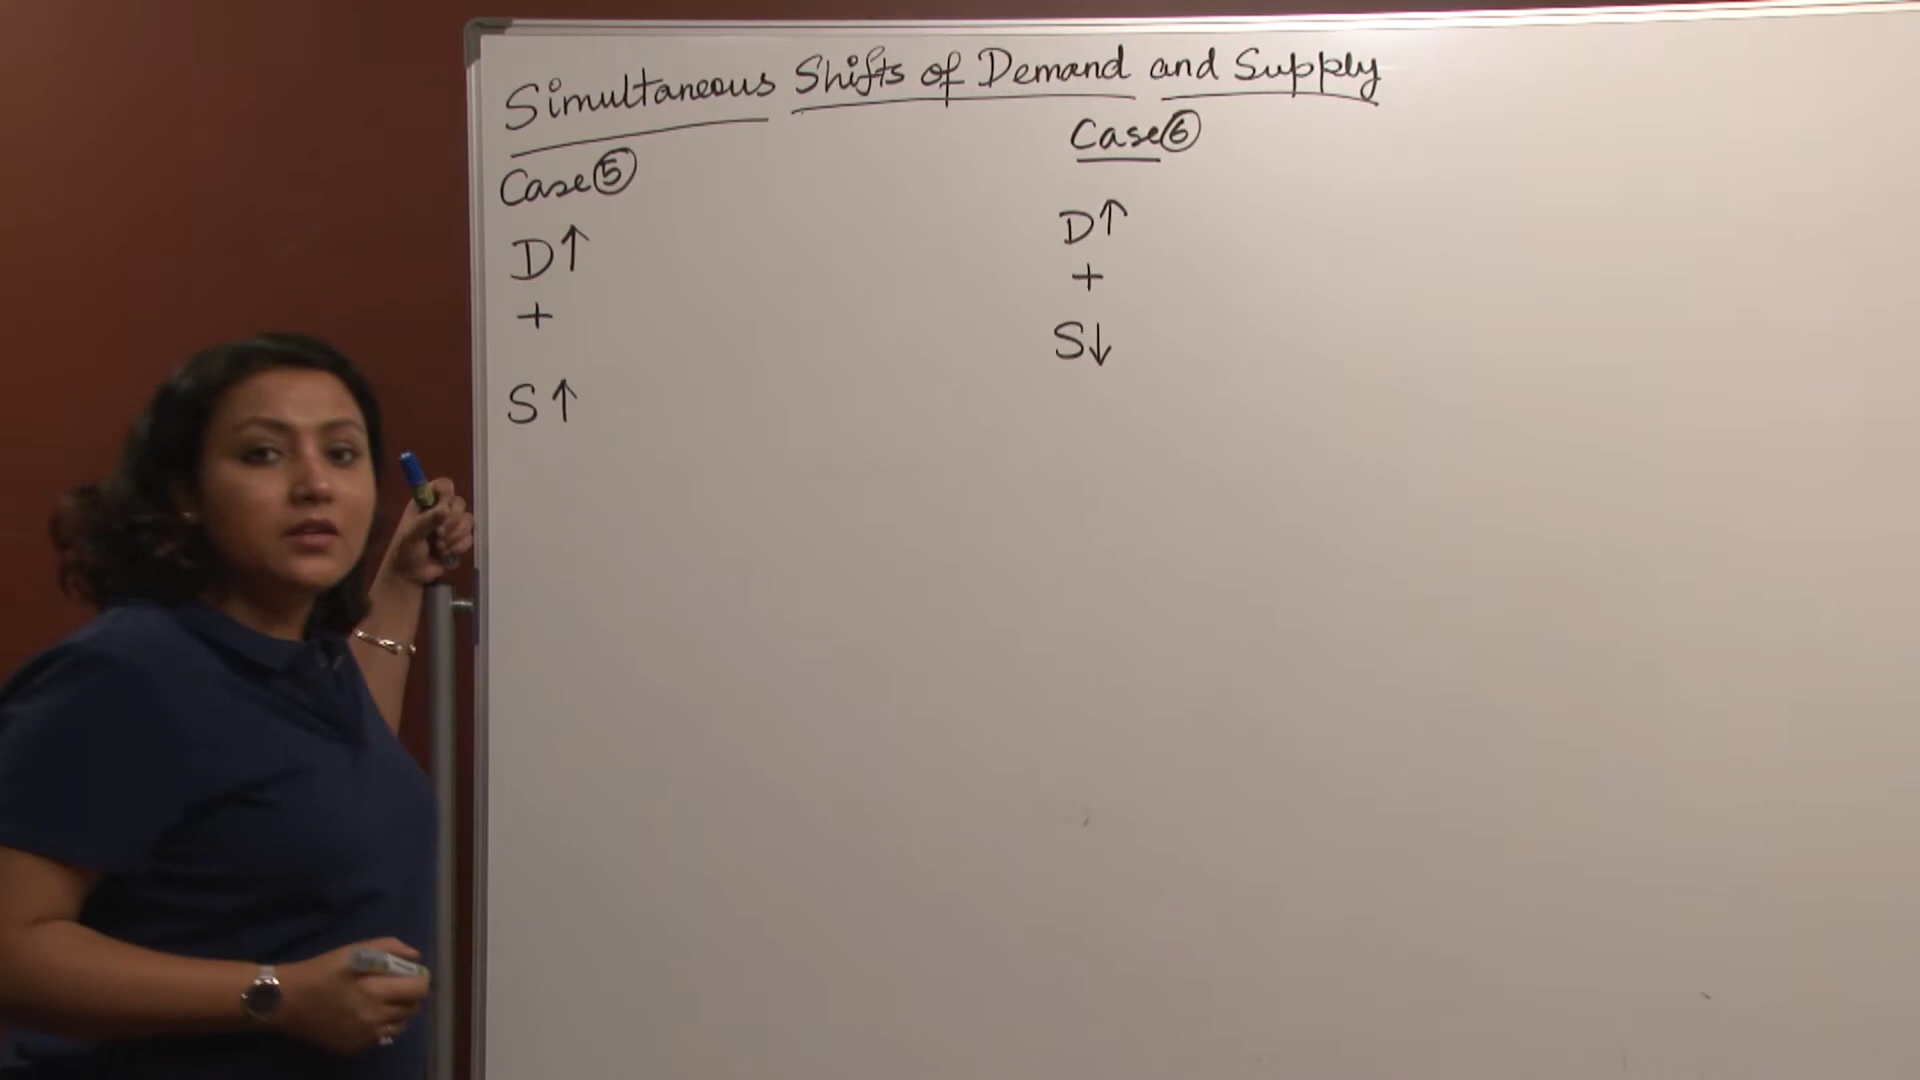 Simultaneous Shifts of Demand and Supply
Case⑤
D↑
+
S↑
Case⑥
D↑
+
S↓